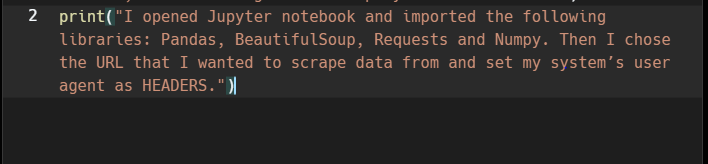 2 print("I opened Jupyter notebook and imported the following
libraries: Pandas, BeautifulSoup, Requests and Numpy. Then I chose
the URL that I wanted to scrape data from and set my system’s user
agent as HEADERS.")